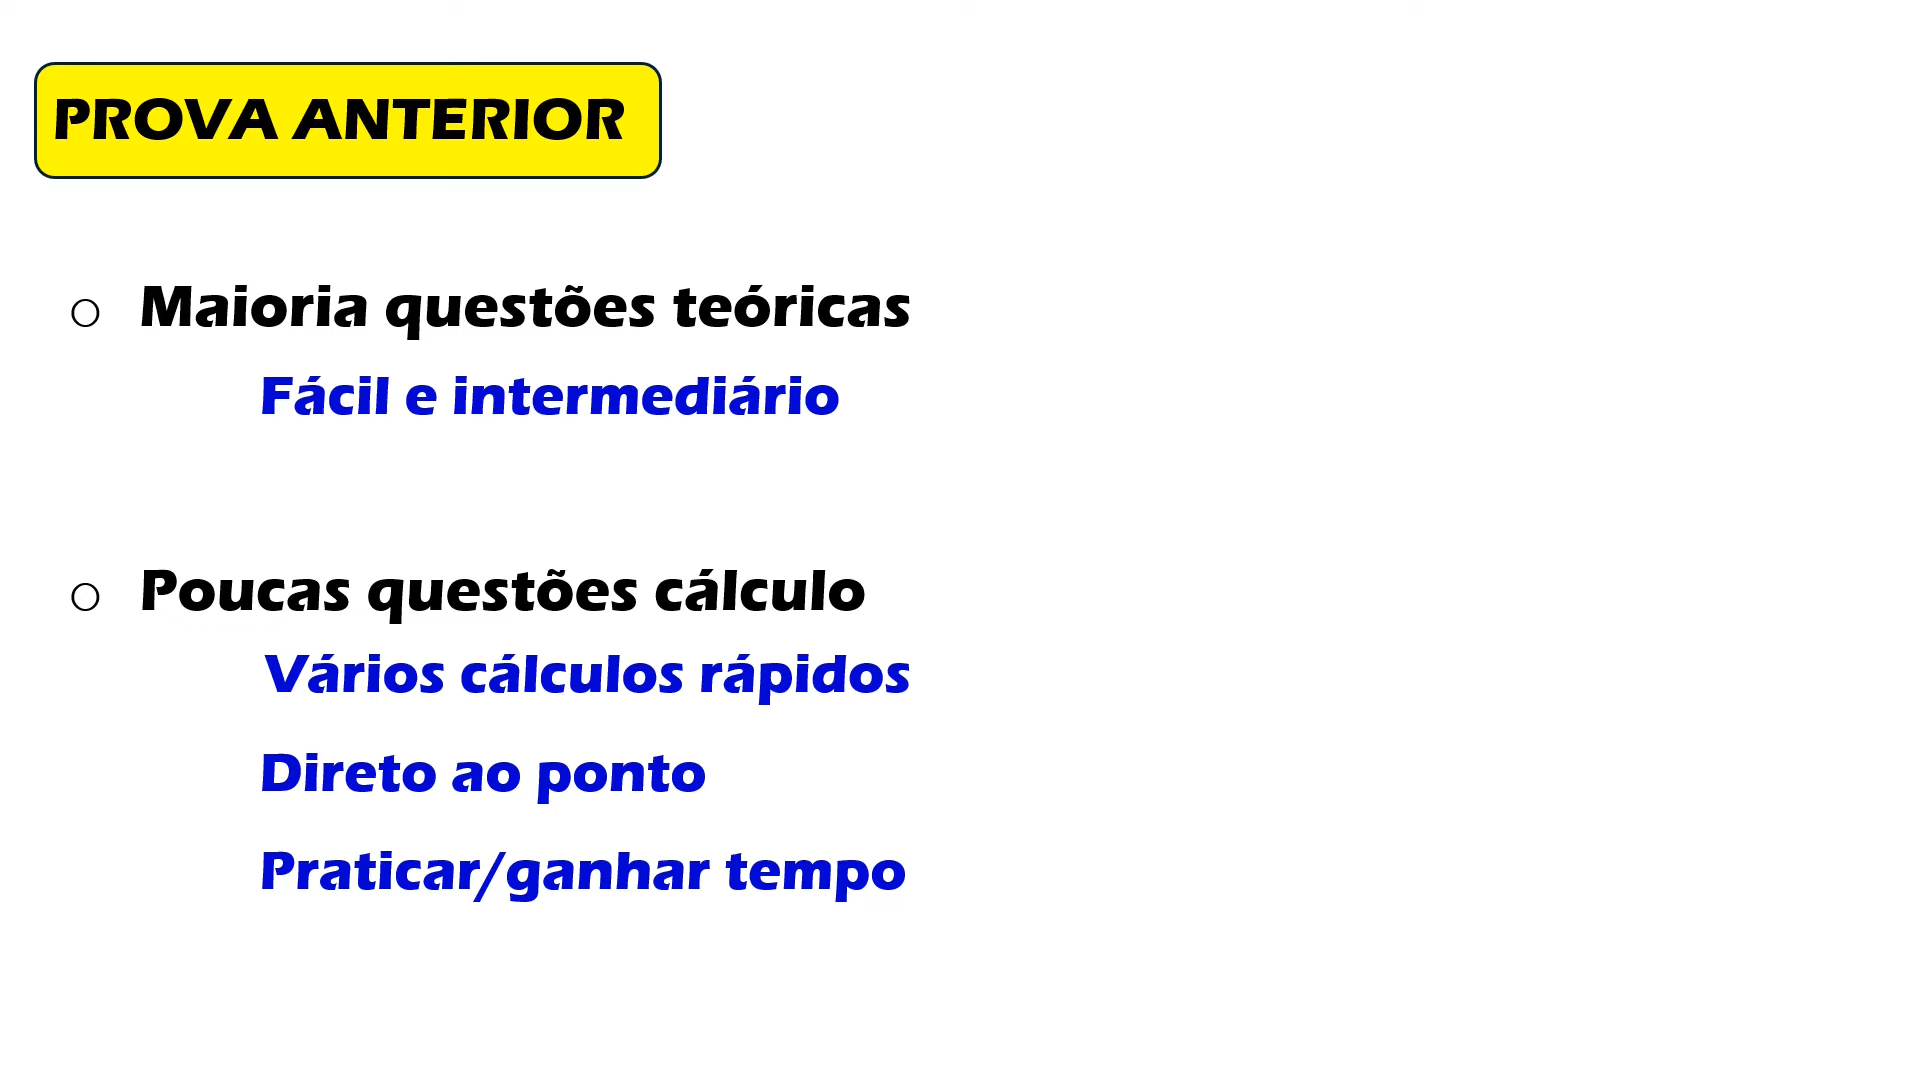 PROVA ANTERIOR
o Maioria questões teóricas
Fácil e intermediário
o Poucas questões cálculo
Vários cálculos rápidos
Direto ao ponto
Praticar/ganhar tempo